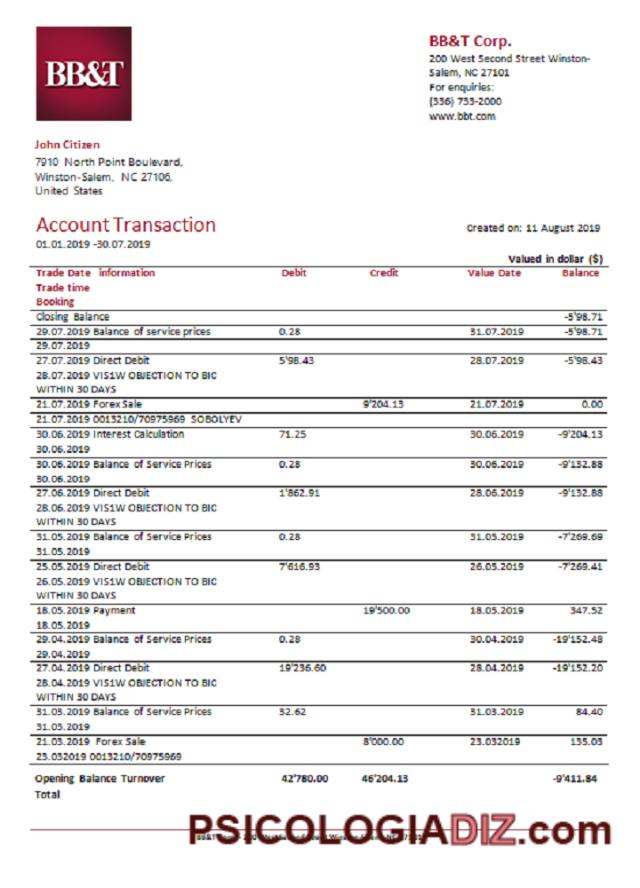 BB&T
BB&T Corp.
200 West Second Street Winston-
Salem, NC 27101
For enquiries:
(336) 733-2000
www.bbt.com
John Citizen
7910 North Point Boulevard,
Winston-Salem, NC 27106,
United States
Account Transaction
Created on: 11 August 2019
01.01.2019 -30.07.2019
Valued in dollar ($)
Trade Date information Debit Credit Value Date Balance
Trade time
Booking
Closing Balance -5'98.71
29.07.2019 Balance of service prices 0.28 31.07.2019 -5'98.71
29.07.2019
27.07.2019 Direct Debit 5'98.43 28.07.2019 -5'98.43
28.07.2019 VIS1W OBJECTION TO BIC
WITHIN 30 DAYS
21.07.2019 Forex Sale 9'204.13 21.07.2019 0.00
21.07.2019 0013210/70975969 SOBOLYEV
30.06.2019 Interest Calculation 71.25 30.06.2019 -9'204.13
30.06.2019
30.06.2019 Balance of Service Prices 0.28 30.06.2019 -9'132.88
30.06.2019
27.06.2019 Direct Debit 1'862.91 28.06.2019 -9'132.88
28.06.2019 VIS1W OBJECTION TO BIC
WITHIN 30 DAYS
31.05.2019 Balance of Service Prices 0.28 31.05.2019 -7'269.69
31.05.2019
25.05.2019 Direct Debit 7'616.93 26.05.2019 -7'269.41
26.05.2019 VIS1W OBJECTION TO BIC
WITHIN 30 DAYS
18.05.2019 Payment 19'500.00 18.05.2019 347.52
18.05.2019
29.04.2019 Balance of Service Prices 0.28 30.04.2019 -19'152.48
29.04.2019
27.04.2019 Direct Debit 19'236.60 28.04.2019 -19'152.20
28.04.2019 VIS1W OBJECTION TO BIC
WITHIN 30 DAYS
31.03.2019 Balance of Service Prices 32.62 31.03.2019 84.40
31.03.2019
21.03.2019 Forex Sale 8'000.00 23.032019 135.03
23.032019 0013210/70975969
Opening Balance Turnover 42'780.00 46'204.13 -9'411.84
Total
PSICOLOGIADIZ.com